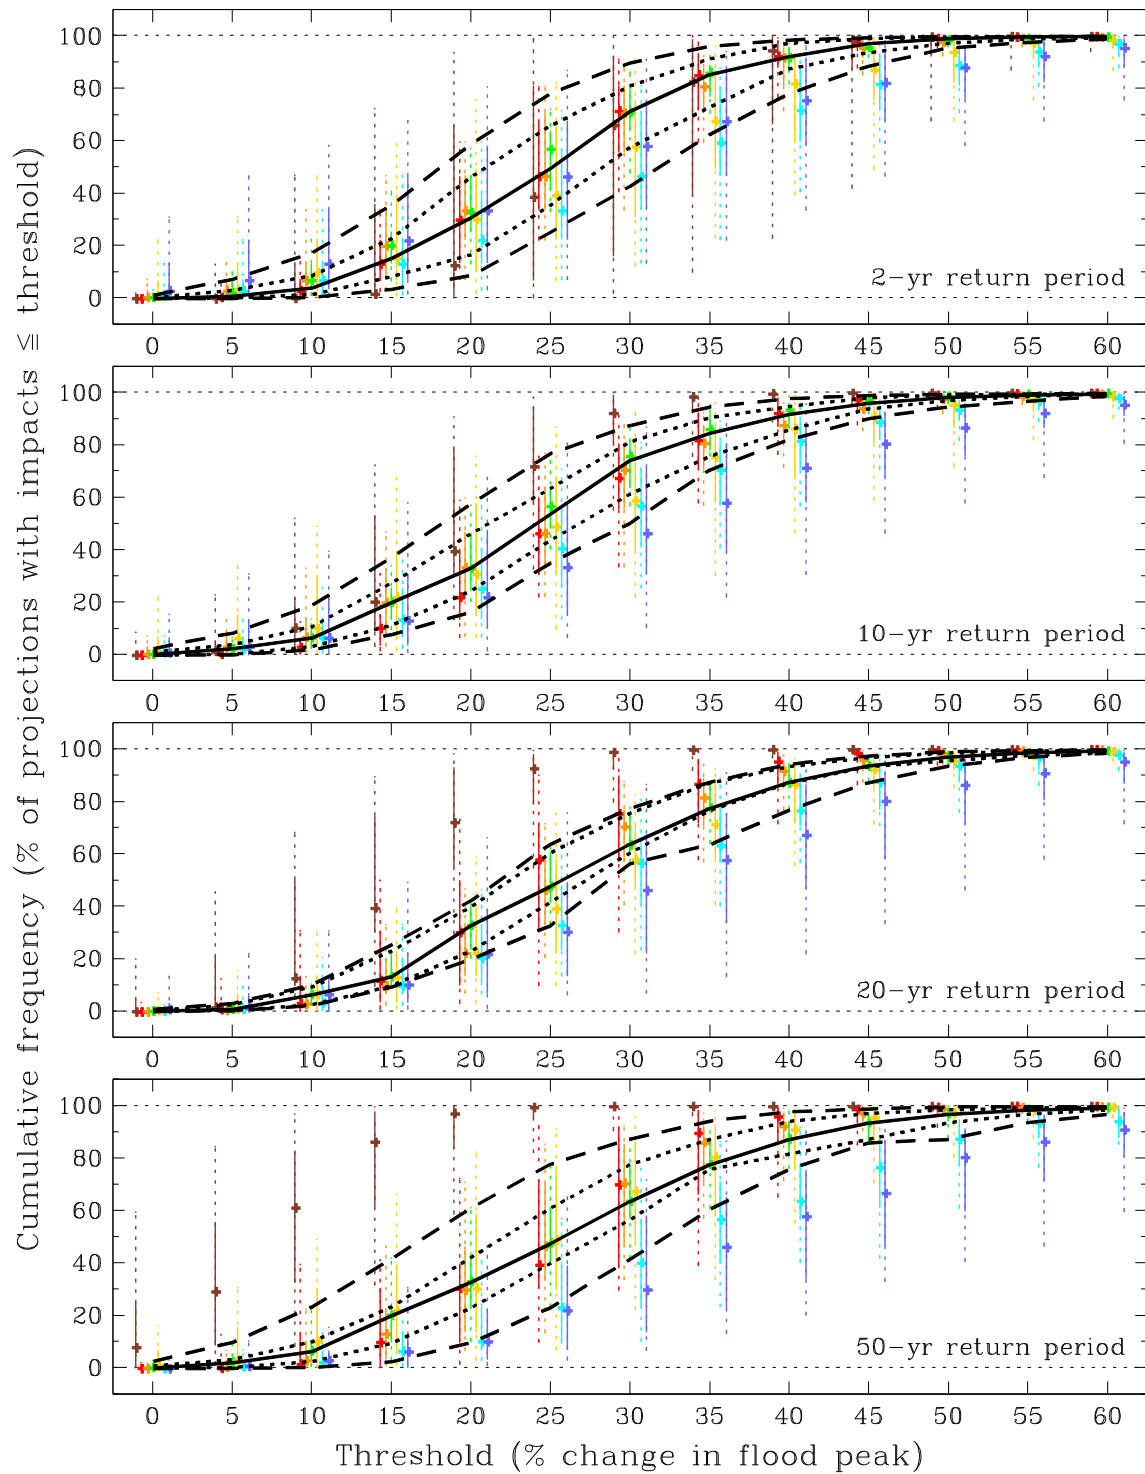 Cumulative frequency (% of projections with impacts ≤ threshold)
100
80
60
40
20
0
2-yr return period
0 5 10 15 20 25 30 35 40 45 50 55 60
100
80
60
40
20
0
10-yr return period
0 5 10 15 20 25 30 35 40 45 50 55 60
100
80
60
40
20
0
20-yr return period
0 5 10 15 20 25 30 35 40 45 50 55 60
100
80
60
40
20
0
50-yr return period
0 5 10 15 20 25 30 35 40 45 50 55 60
Threshold (% change in flood peak)